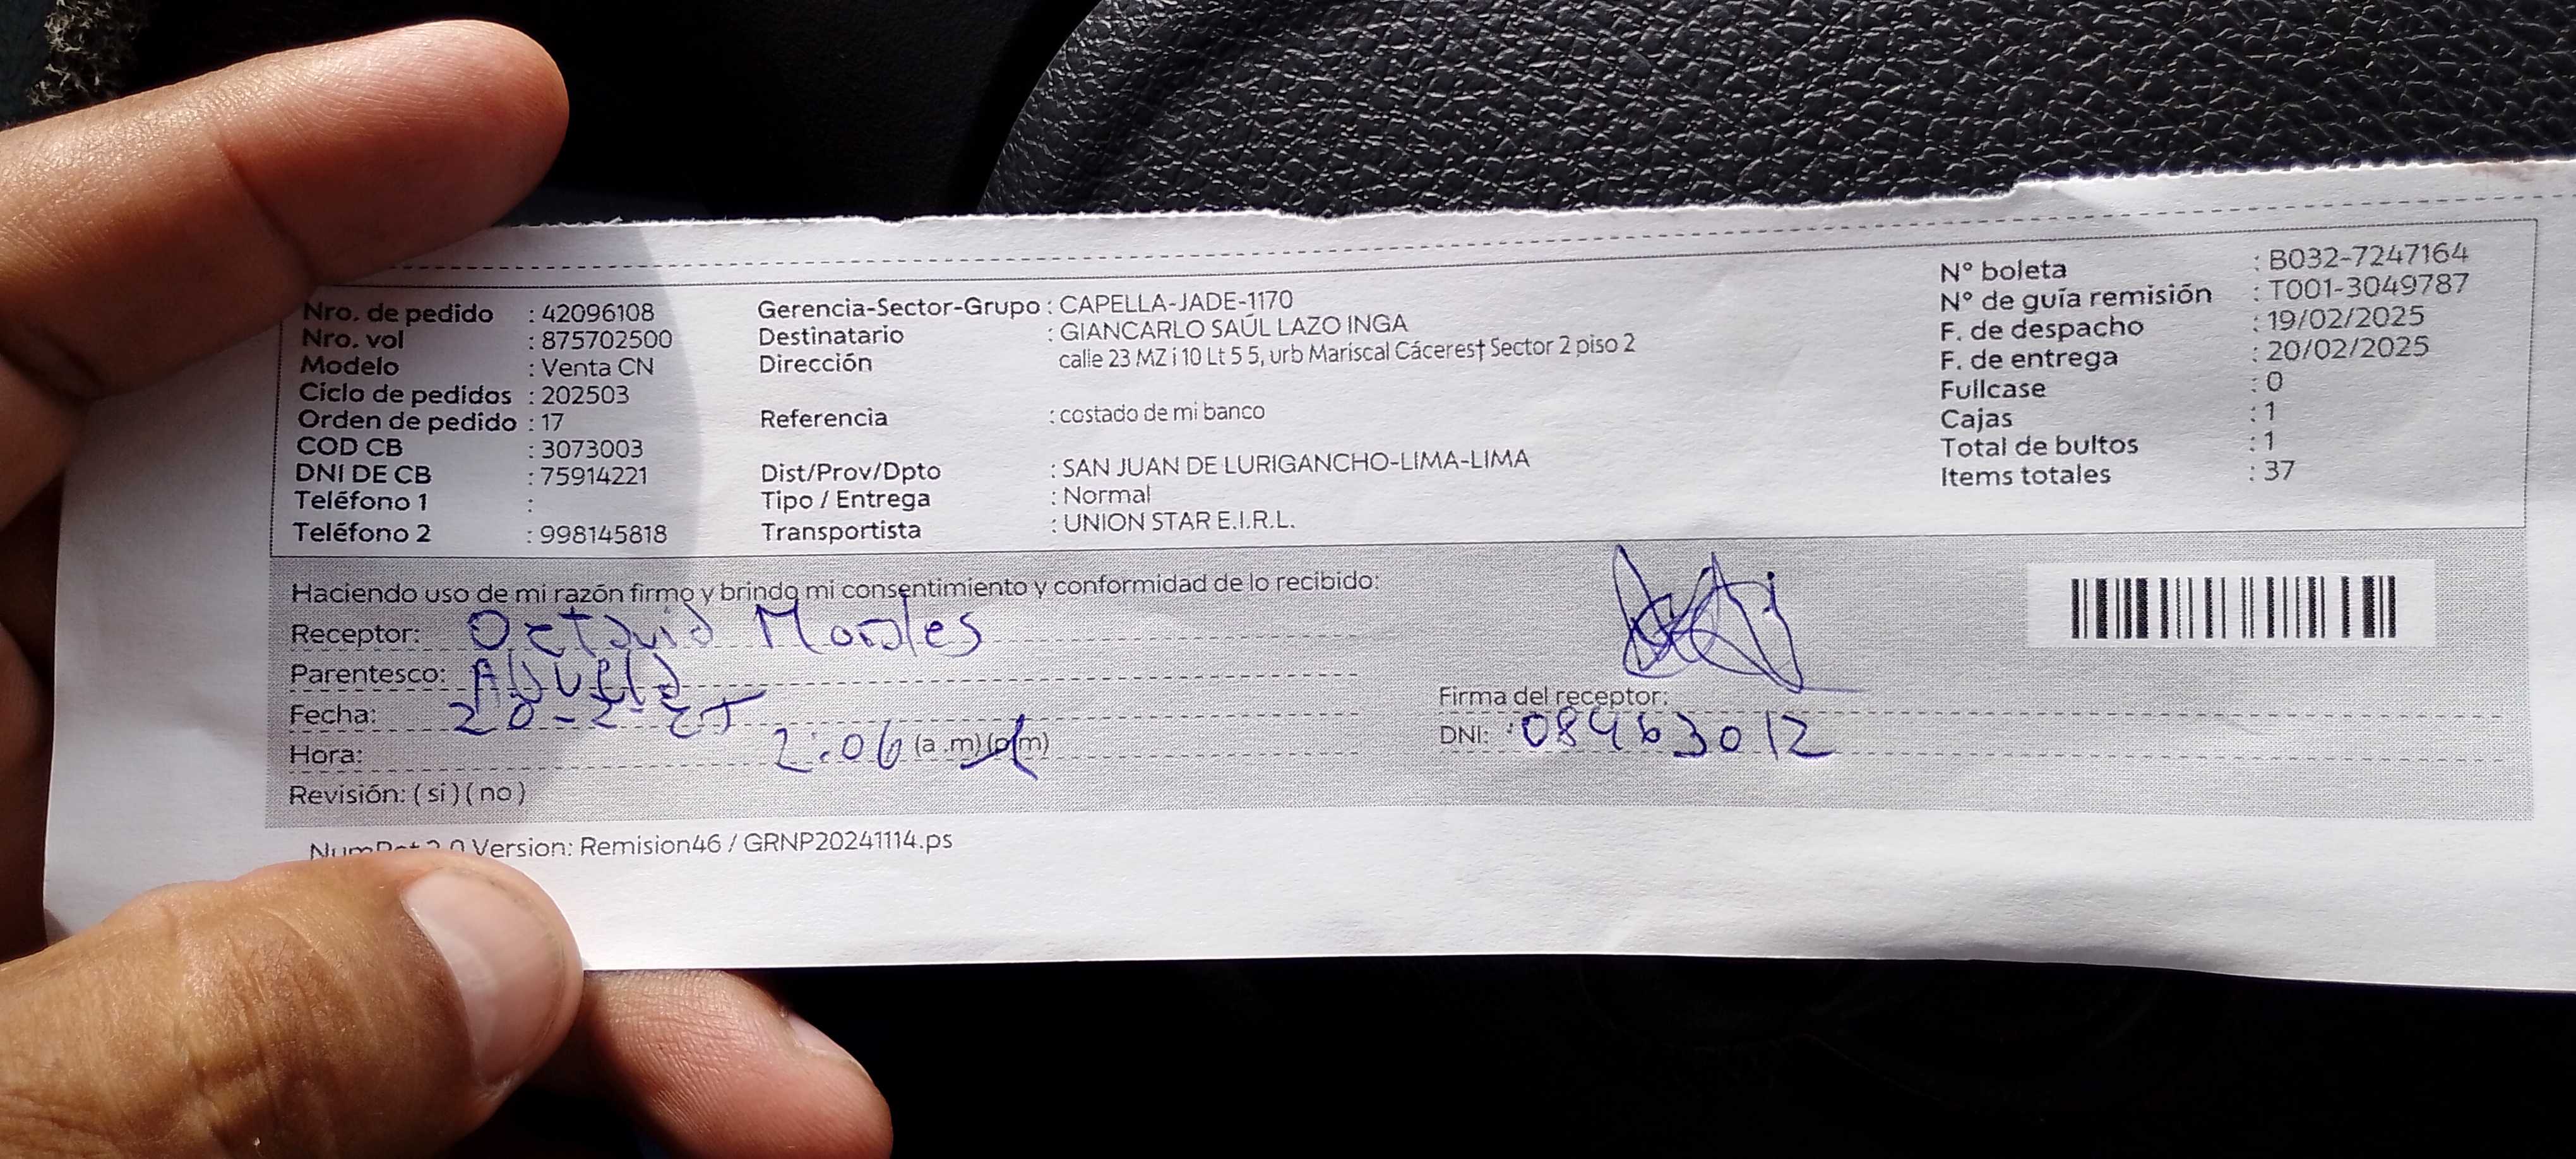 Nro. de pedido : 42096108
Nro. vol : 875702500
Modelo : Venta CN
Ciclo de pedidos : 202503
Orden de pedido : 17
COD CB : 3073003
DNI DE CB : 75914221
Teléfono 1 :
Teléfono 2 : 998145818
Gerencia-Sector-Grupo : CAPELLA-JADE-1170
Destinatario : GIANCARLO SAÚL LAZO INGA
Dirección calle 23 MZ i 10 Lt 5 5, urb Mariscal Cáceres† Sector 2 piso 2
Referencia : costado de mi banco
Dist/Prov/Dpto : SAN JUAN DE LURIGANCHO-LIMA-LIMA
Tipo / Entrega : Normal
Transportista : UNION STAR E.I.R.L.
N° boleta : B032-7247164
N° de guía remisión : T001-3049787
F. de despacho : 19/02/2025
F. de entrega : 20/02/2025
Fullcase : 0
Cajas : 1
Total de bultos : 1
Items totales : 37
Haciendo uso de mi razón firmo y brindo mi consentimiento y conformidad de lo recibido:
Receptor: Octavio Morales
Parentesco: Abuelo
Fecha: 20-2-25
Hora: 2:06 (a.m) (p.m)
Revisión: (si) (no)
Firma del receptor:
DNI: 08463012
Version: Remision46 / GRNP20241114.ps